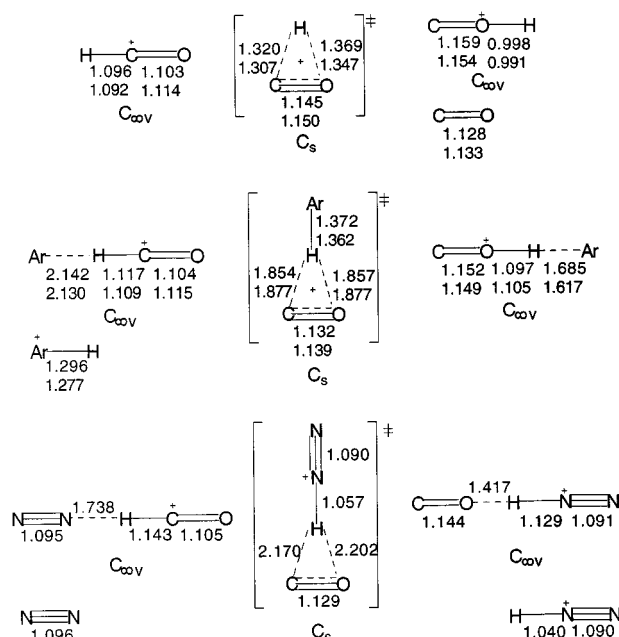 H ‡
1.320 1.369
1.307 1.347
+
C O
1.145
1.150
Cs
H + C O
1.096 1.103
1.092 1.114
C∞v
C + O H
1.159 0.998
1.154 0.991
C∞v
C O
1.128
1.133
Ar ‡
1.372
1.362
H
1.854 1.857
1.877 1.877
+
C O
1.132
1.139
Cs
Ar H + C O
2.142 1.117 1.104
2.130 1.109 1.115
C∞v
+
Ar H
1.296
1.277
C + O H Ar
1.152 1.097 1.685
1.149 1.105 1.617
C∞v
N ‡
1.090
+ N
1.057
H
2.170 2.202
C O
1.129
Cs
1.738
N N H + C O
1.095 1.143 1.105
C∞v
N N
1.096
1.417
C O H + N N
1.144 1.129 1.091
C∞v
H + N N
1.040 1.090